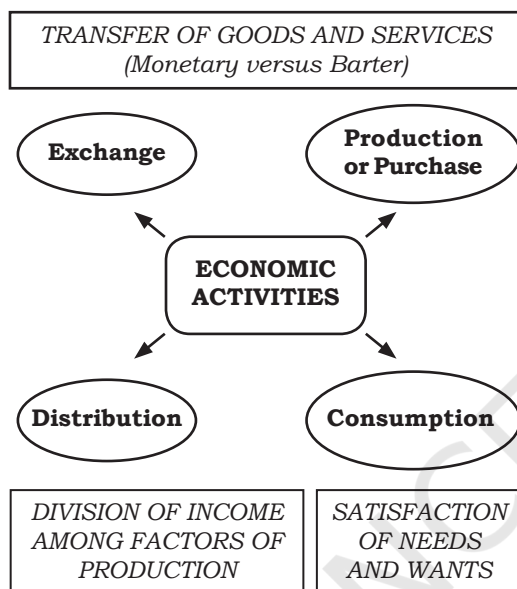 TRANSFER OF GOODS AND SERVICES
(Monetary versus Barter)
Exchange
Production
or Purchase
ECONOMIC
ACTIVITIES
Distribution
Consumption
DIVISION OF INCOME
AMONG FACTORS OF
PRODUCTION
SATISFACTION
OF NEEDS
AND WANTS